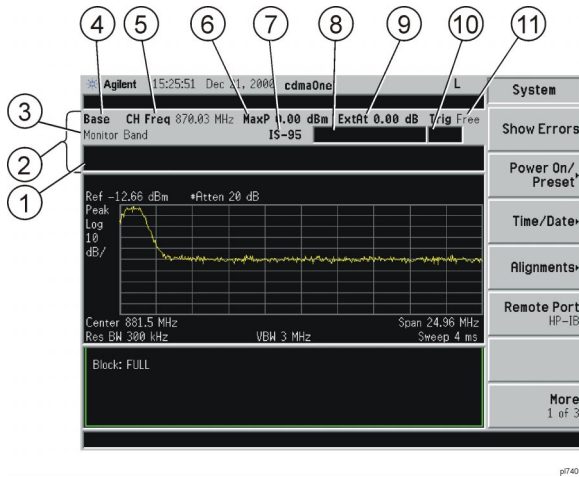 4 5 6 7 8 9 10 11
Agilent 15:25:51 Dec 21, 2000 cdmaOne L
System
3 Base CH Freq 870.03 MHz MaxP 0.00 dBm ExtAt 0.00 dB Trig Free
Monitor Band IS-95
Show Errors
2
1
Power On/
Preset
Ref -12.66 dBm *Atten 20 dB
Peak
Log
10
dB/
Time/Date
Alignments
Remote Port
HP-IB
Center 881.5 MHz Span 24.96 MHz
Res BW 300 kHz VBW 3 MHz Sweep 4 ms
Block: FULL
More
1 of 3
pl740